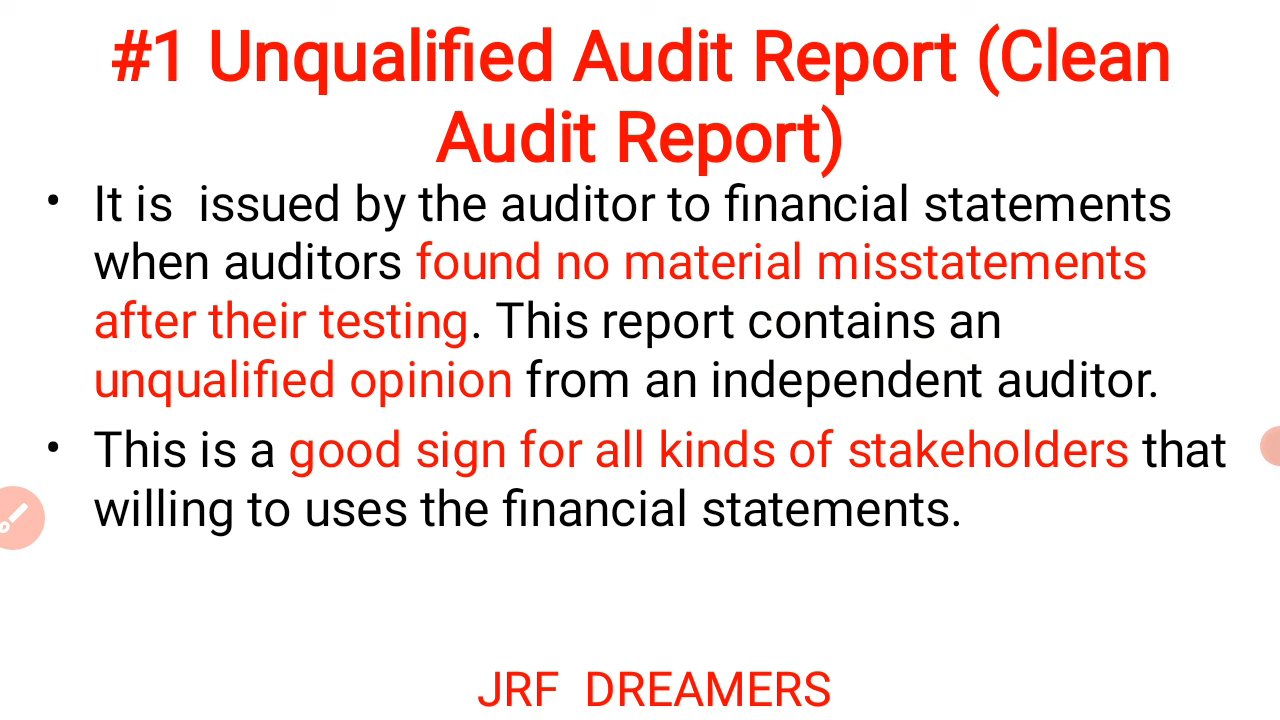 #1 Unqualified Audit Report (Clean
Audit Report)
• It is  issued by the auditor to financial statements
when auditors found no material misstatements
after their testing. This report contains an
unqualified opinion from an independent auditor.
• This is a good sign for all kinds of stakeholders that
willing to uses the financial statements.
JRF  DREAMERS